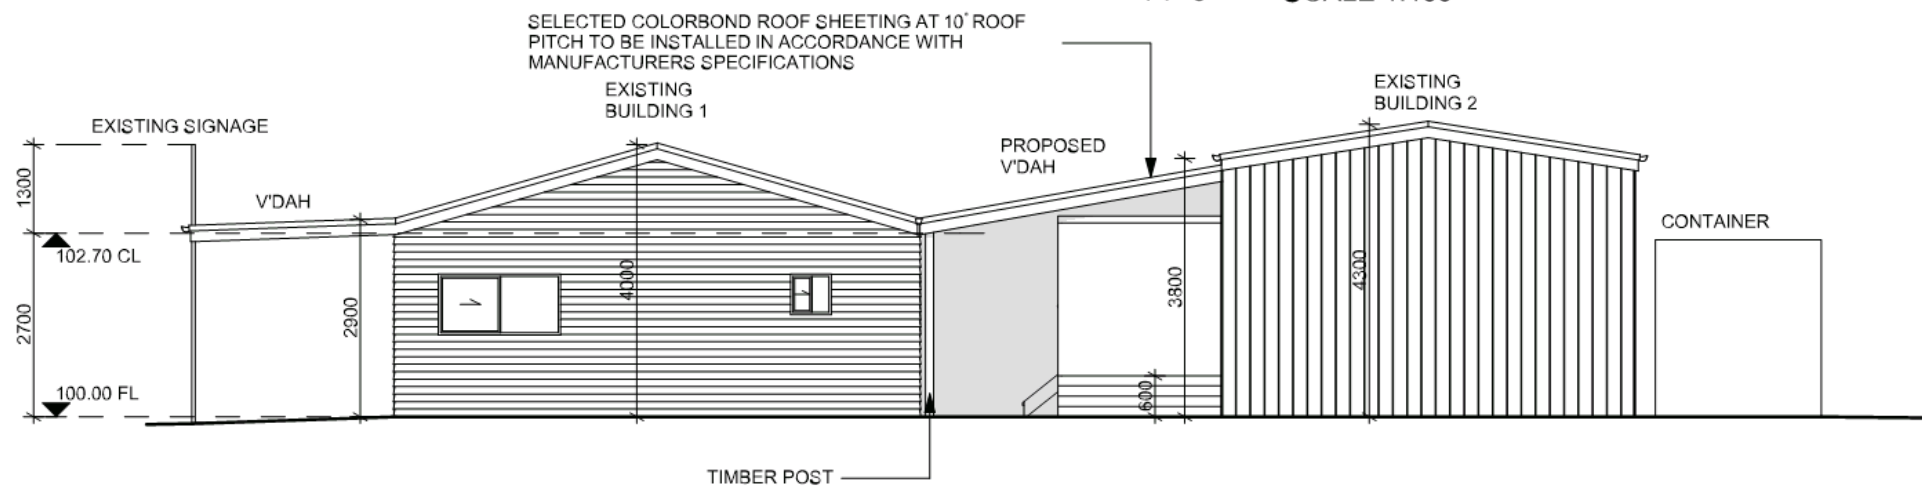 SELECTED COLORBOND ROOF SHEETING AT 10° ROOF
PITCH TO BE INSTALLED IN ACCORDANCE WITH
MANUFACTURERS SPECIFICATIONS
EXISTING
BUILDING 1
EXISTING
BUILDING 2
EXISTING SIGNAGE
PROPOSED
V'DAH
1300
V'DAH
CONTAINER
102.70 CL
4000
3800
4300
2700
2900
100.00 FL
600
TIMBER POST